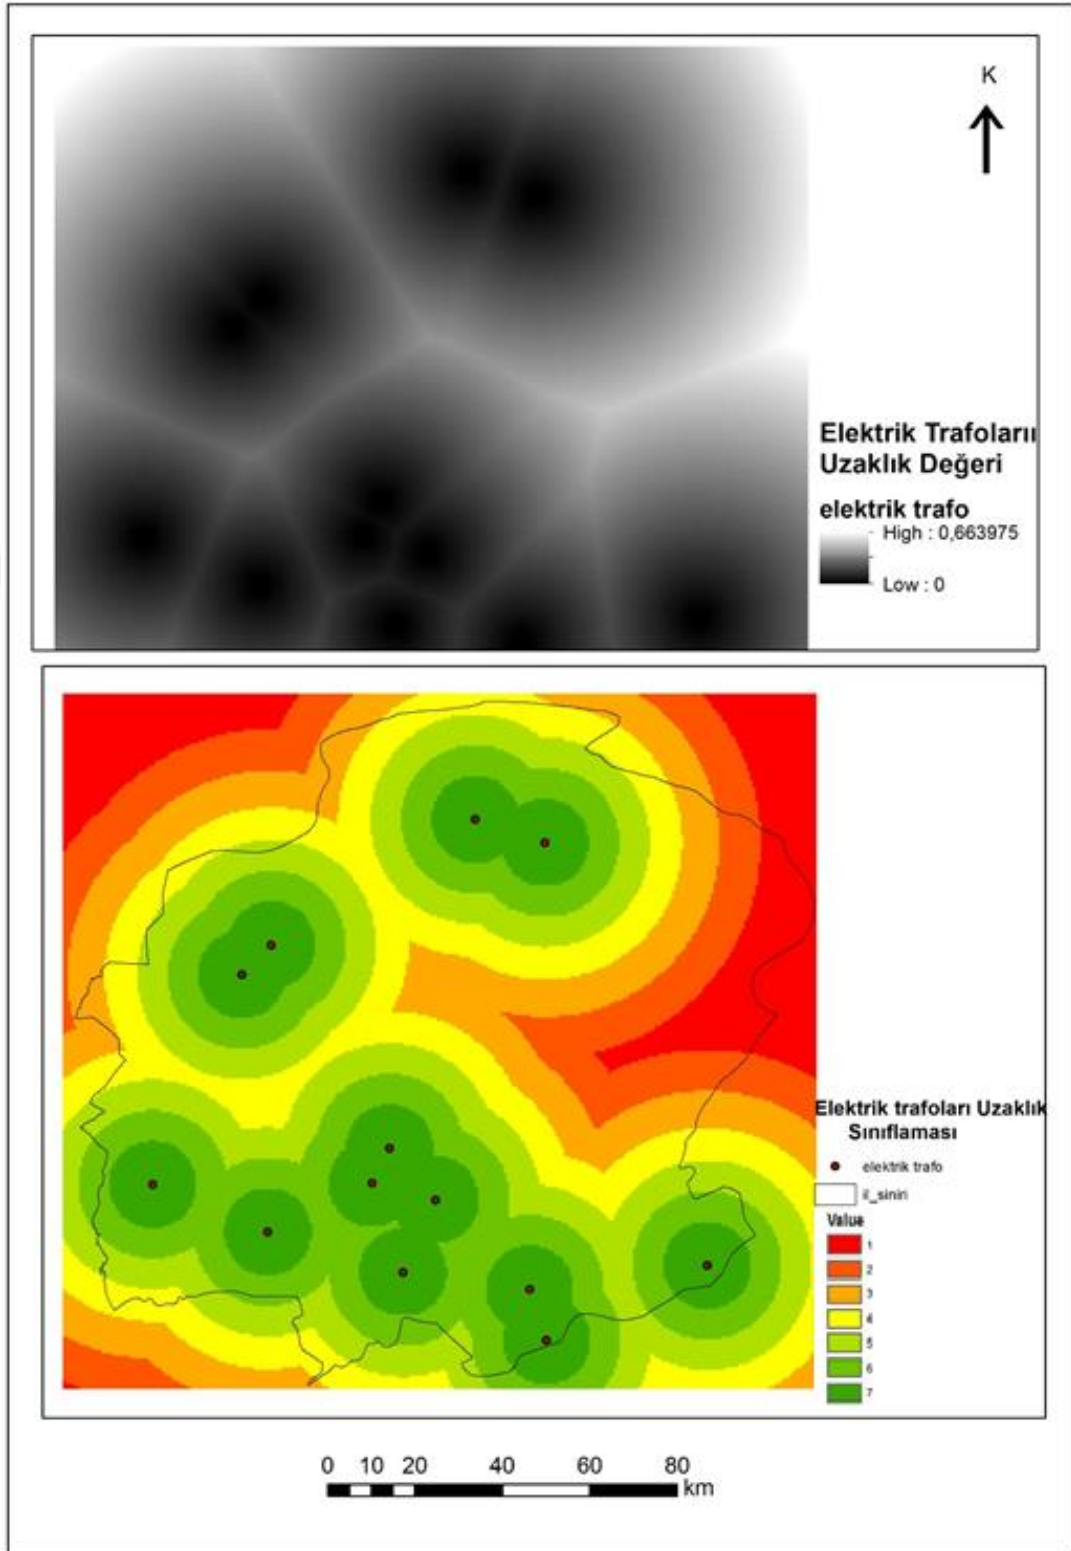 K
Elektrik Trafolarıı
Uzaklık Değeri
elektrik trafo
High : 0,663975
Low : 0
Elektrik trafoları Uzaklık
Sınıflaması
elektrik trafo
il_siniri
Value
1
2
3
4
5
6
7
0 10 20 40 60 80
km